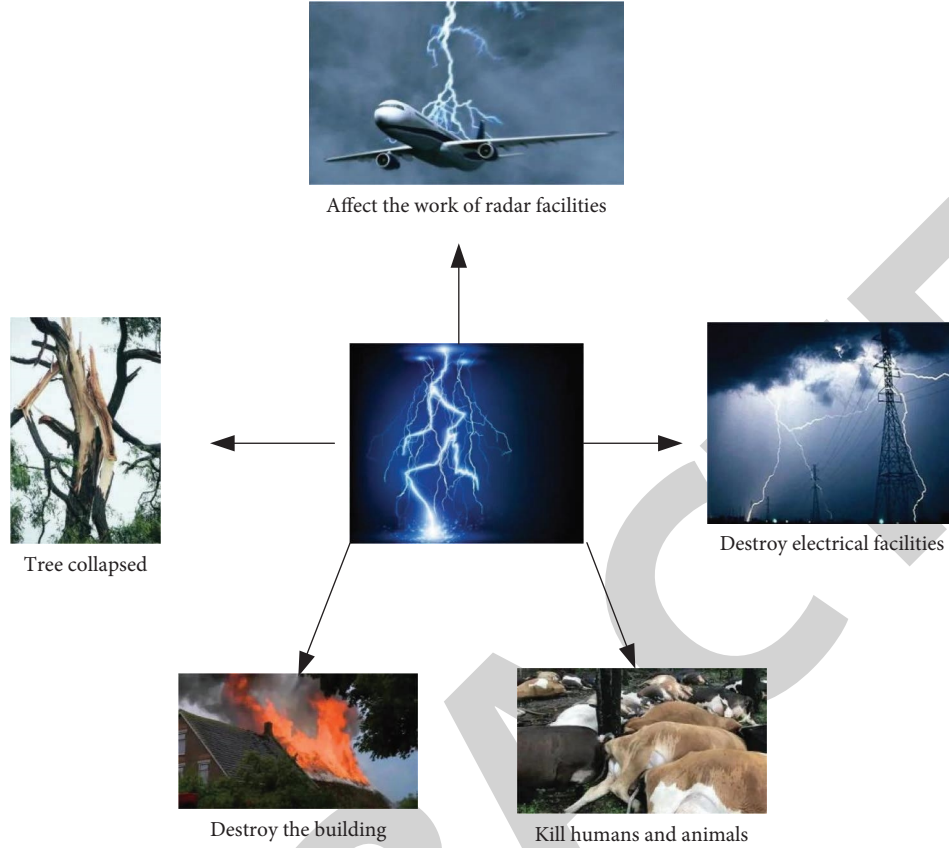 Affect the work of radar facilities
Tree collapsed
Destroy electrical facilities
Destroy the building
Kill humans and animals